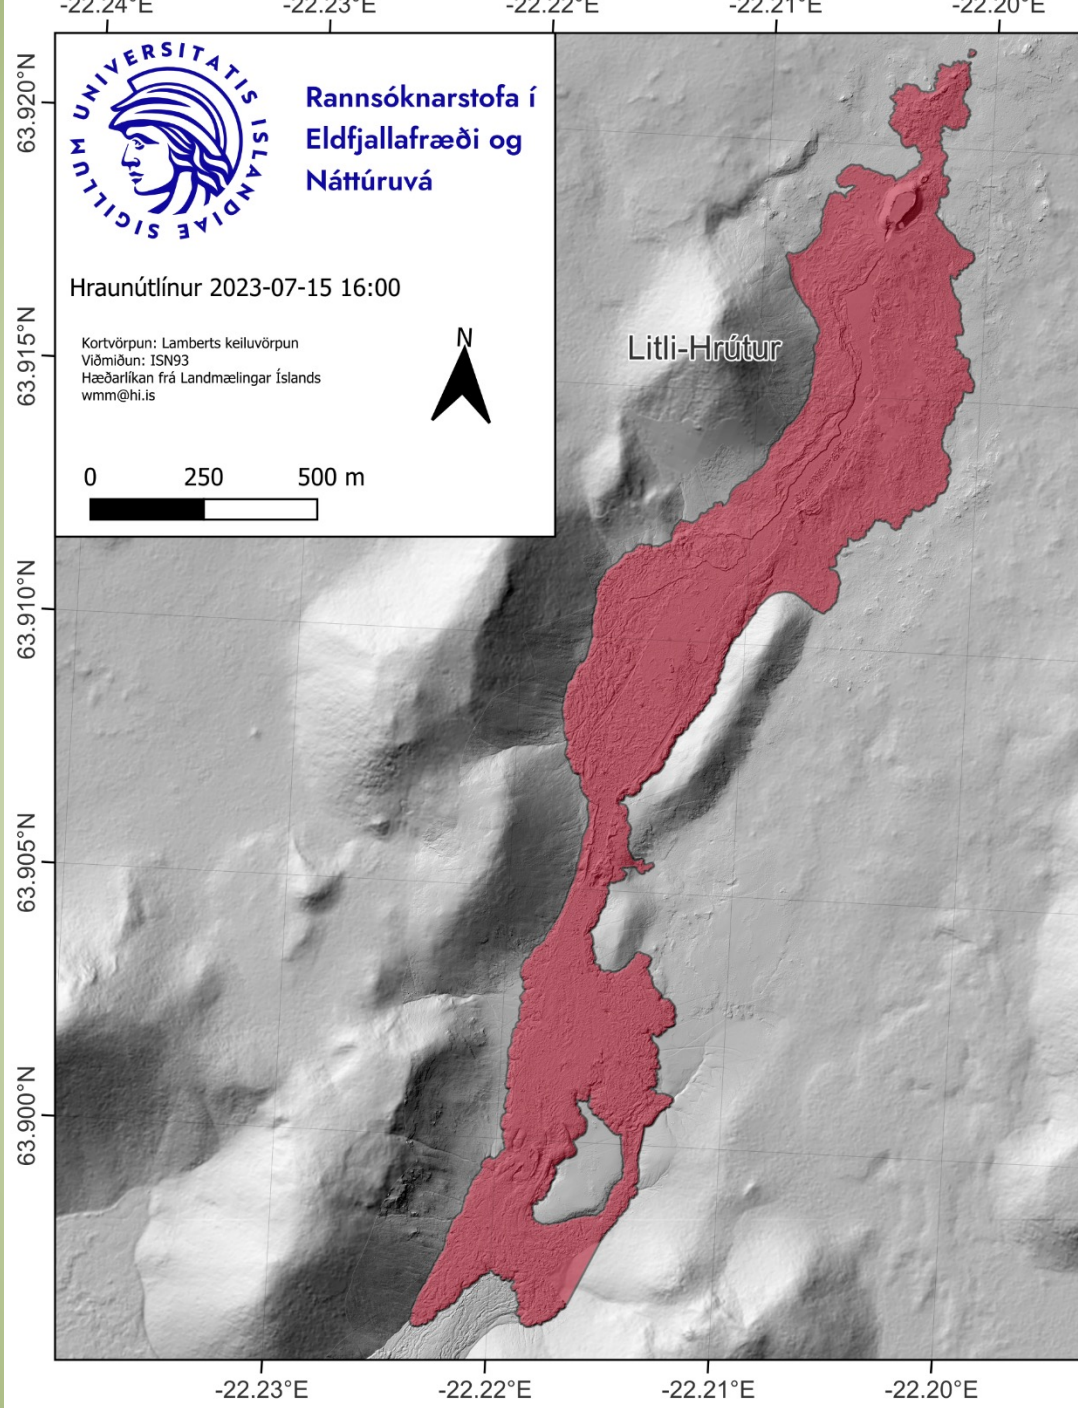 -22.24°E -22.23°E -22.22°E -22.21°E -22.20°E
SIGILLUM UNIVERSITATIS ISLANDIAE
Rannsóknarstofa í
Eldfjallafræði og
Náttúruvá
Hraunútlínur 2023-07-15 16:00
Kortvörpun: Lamberts keiluvörpun
Viðmiðun: ISN93
Hæðarlíkan frá Landmælingar Íslands
wmm@hi.is
N
0 250 500 m
Litli-Hrútur
63.920°N
63.915°N
63.910°N
63.905°N
63.900°N
-22.23°E -22.22°E -22.21°E -22.20°E